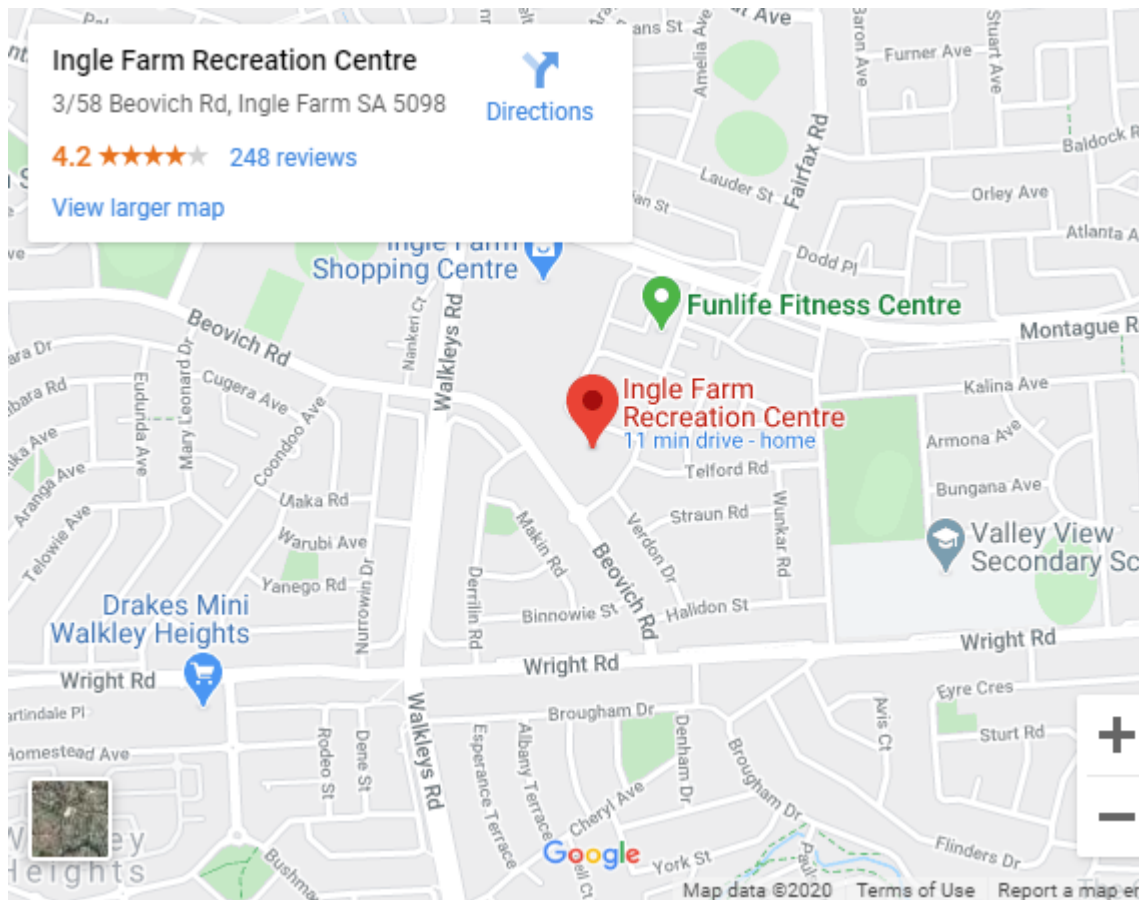 Ingle Farm Recreation Centre
3/58 Beovich Rd, Ingle Farm SA 5098
4.2
248 reviews
View larger map
Directions
Amelia Ave
Fairfax Rd
Baron Ave
Furner Ave
Stuart Ave
Baldock R
Lauder St
Orley Ave
Atlanta A
Dodd Pl
Ingle Farm
Shopping Centre
Funlife Fitness Centre
Montague R
Beovich Rd
Nankeri Ct
Walkleys Rd
Ingle Farm
Recreation Centre
11 min drive - home
Kalina Ave
Armona Ave
Bungana Ave
Telford Rd
Straun Rd
Wunkar Rd
Valley View
Secondary Sc
Cugera Ave
Mary Leonard Dr
Eudunda Ave
Coondoo Ave
Aranga Ave
Telowie Ave
Ulaka Rd
Warubi Ave
Yanego Rd
Nurrowin Dr
Makin Rd
Derrilin Rd
Verdon Dr
Beovich Rd
Binnowie St
Halidon St
Drakes Mini
Walkley Heights
Wright Rd
Wright Rd
Wright Rd
Homestead Ave
Rodeo St
Dene St
Walkleys Rd
Esperance Terrace
Albany Terrace
Brougham Dr
Denham Dr
Brougham Dr
Cheryl Ave
Avis Ct
Eyre Cres
Sturt Rd
Flinders Dr
York St
Google
Map data ©2020
Terms of Use
Report a map er